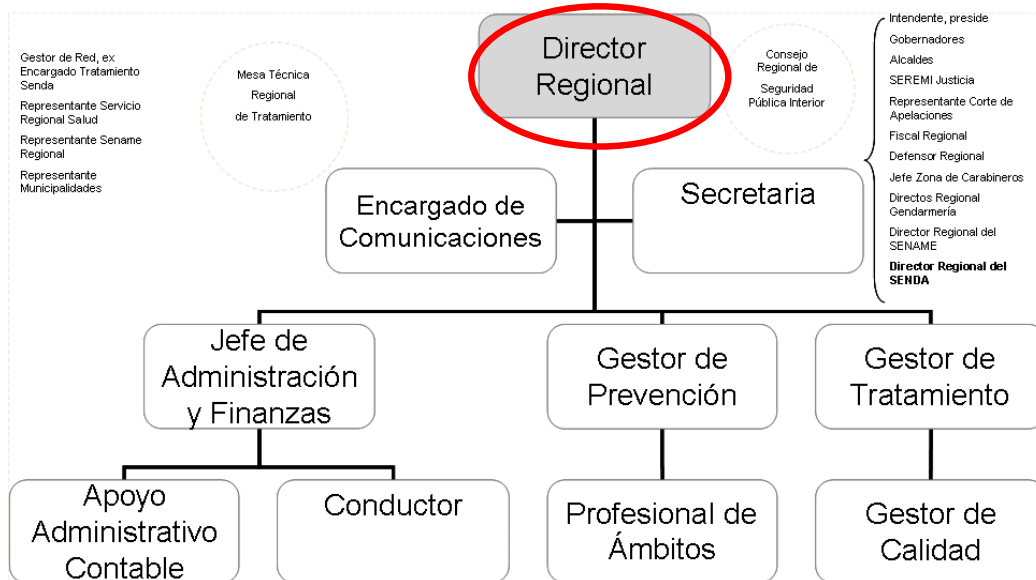 Gestor de Red, ex
Encargado Tratamiento
Senda
Representante Servicio
Regional Salud
Representante Sename
Regional
Representante
Municipalidades
Mesa Técnica
Regional
de Tratamiento
Director
Regional
Consejo
Regional de
Seguridad
Pública Interior
Intendente, preside
Gobernadores
Alcaldes
SEREMI Justicia
Representante Corte de
Apelaciones
Fiscal Regional
Defensor Regional
Jefe Zona de Carabineros
Directos Regional
Gendarmería
Director Regional del
SENAME
Director Regional del
SENDA
Encargado de
Comunicaciones
Secretaria
Jefe de
Administración
y Finanzas
Gestor de
Prevención
Gestor de
Tratamiento
Apoyo
Administrativo
Contable
Conductor
Profesional de
Ámbitos
Gestor de
Calidad